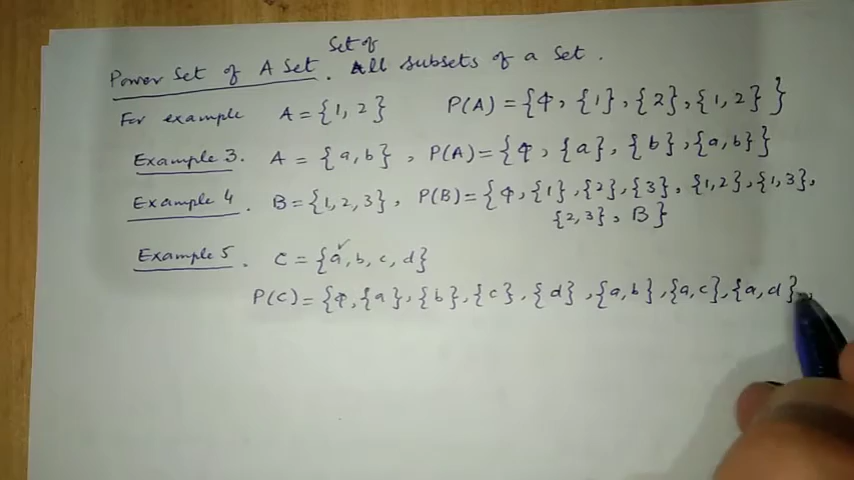 Set of
Power Set of A Set . All subsets of a Set .
For example A = {1, 2} P(A) = {φ, {1}, {2}, {1, 2} }
Example 3. A = {a, b} , P(A) = {φ, {a}, {b}, {a, b} }
Example 4 . B = {1, 2, 3} , P(B) = {φ, {1}, {2}, {3}, {1, 2}, {1, 3},
{2, 3}, B }
Example 5 . C = {a, b, c, d}
P(C) = {φ, {a}, {b}, {c}, {d}, {a, b}, {a, c}, {a, d},